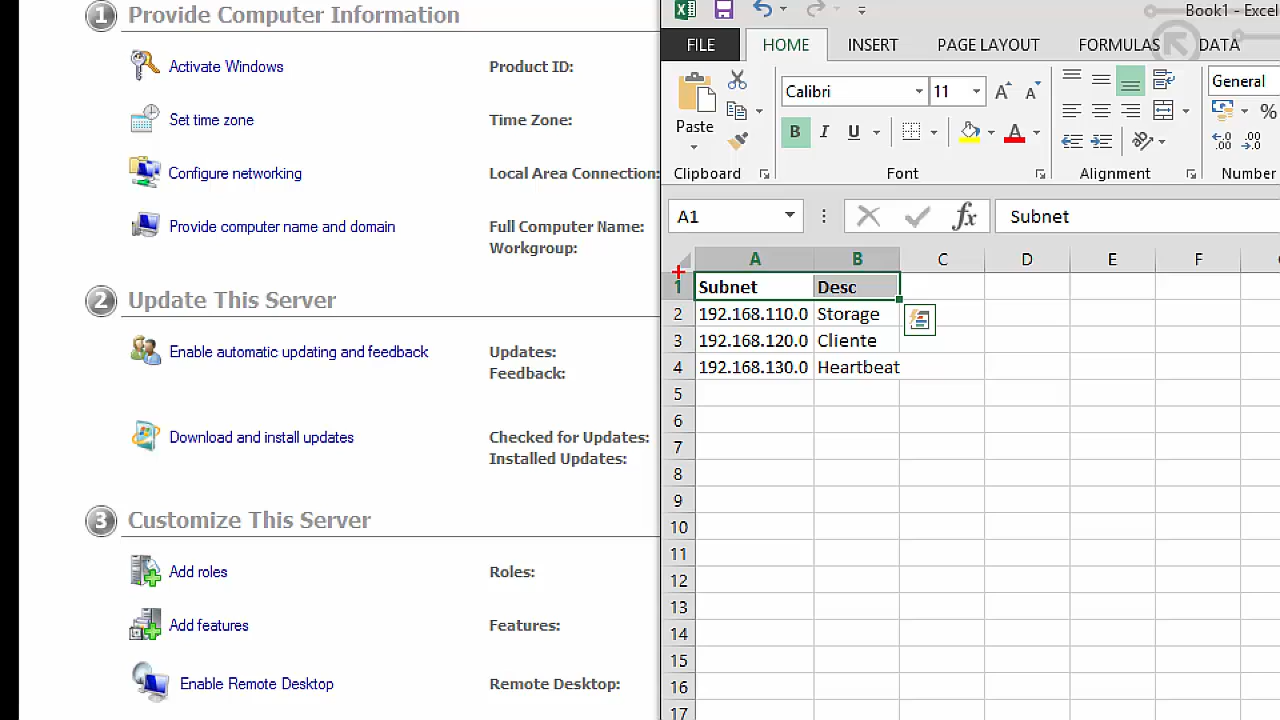 1 Provide Computer Information
Activate Windows
Product ID:
Set time zone
Time Zone:
Configure networking
Local Area Connection:
Provide computer name and domain
Full Computer Name:
Workgroup:
2 Update This Server
Enable automatic updating and feedback
Updates:
Feedback:
Download and install updates
Checked for Updates:
Installed Updates:
3 Customize This Server
Add roles
Roles:
Add features
Features:
Enable Remote Desktop
Remote Desktop:
Book1 - Excel
FILE HOME INSERT PAGE LAYOUT FORMULAS DATA
Calibri 11 General
Paste B I U A A A %
Clipboard Font Alignment Number
A1 fx Subnet
A B C D E F
1 Subnet Desc
2 192.168.110.0 Storage
3 192.168.120.0 Cliente
4 192.168.130.0 Heartbeat
5
6
7
8
9
10
11
12
13
14
15
16
17